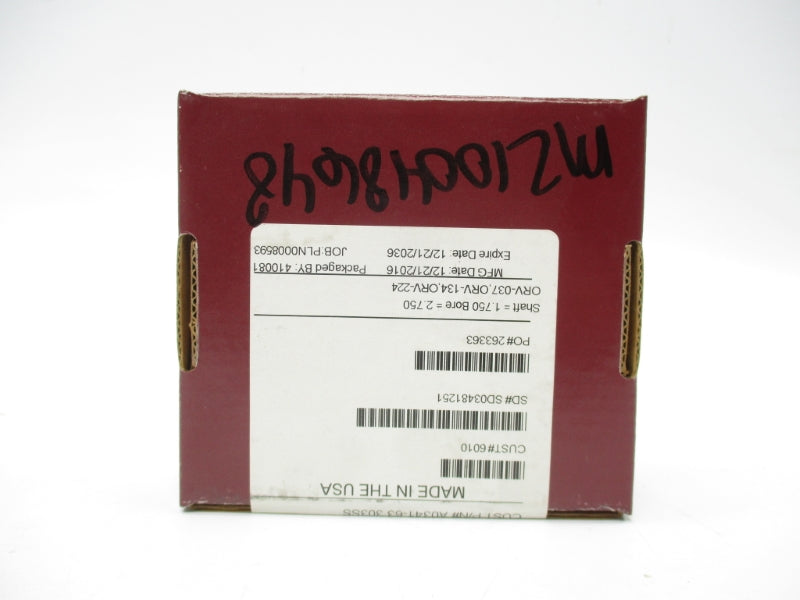 CUST P/N# A0341-63-303SS
MADE IN THE USA
CUST# 6010
SD# SD03481251
PO# 263363
Shaft = 1.750 Bore = 2.750
ORV-037,ORV-134,ORV-224
MFG Date: 12/21/2016 Packaged BY: 410081
Expire Date: 12/21/2036 JOB:PLN0008593
MZ10048648